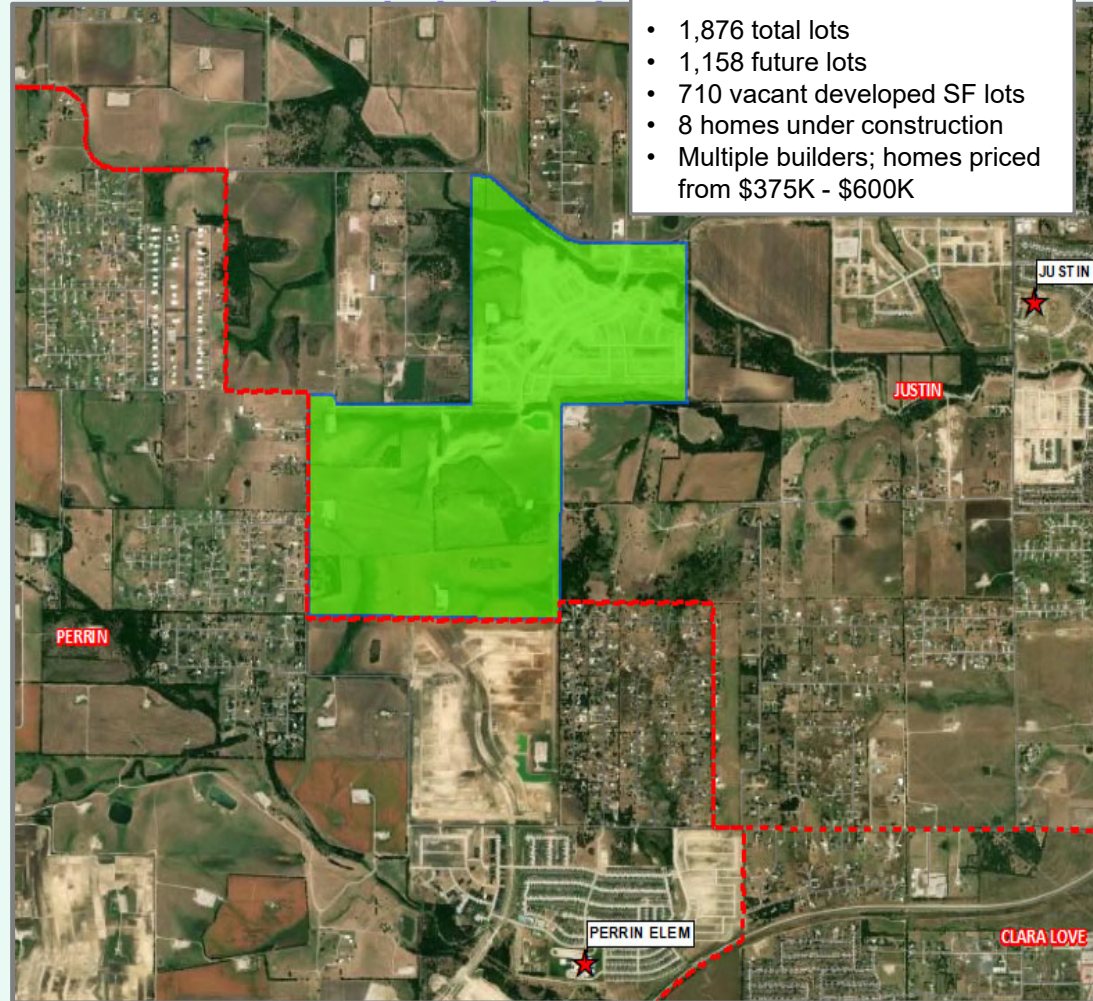 • 1,876 total lots
• 1,158 future lots
• 710 vacant developed SF lots
• 8 homes under construction
• Multiple builders; homes priced
from $375K - $600K
JUSTIN
JUSTIN
PERRIN
PERRIN ELEM
CLARA LOVE